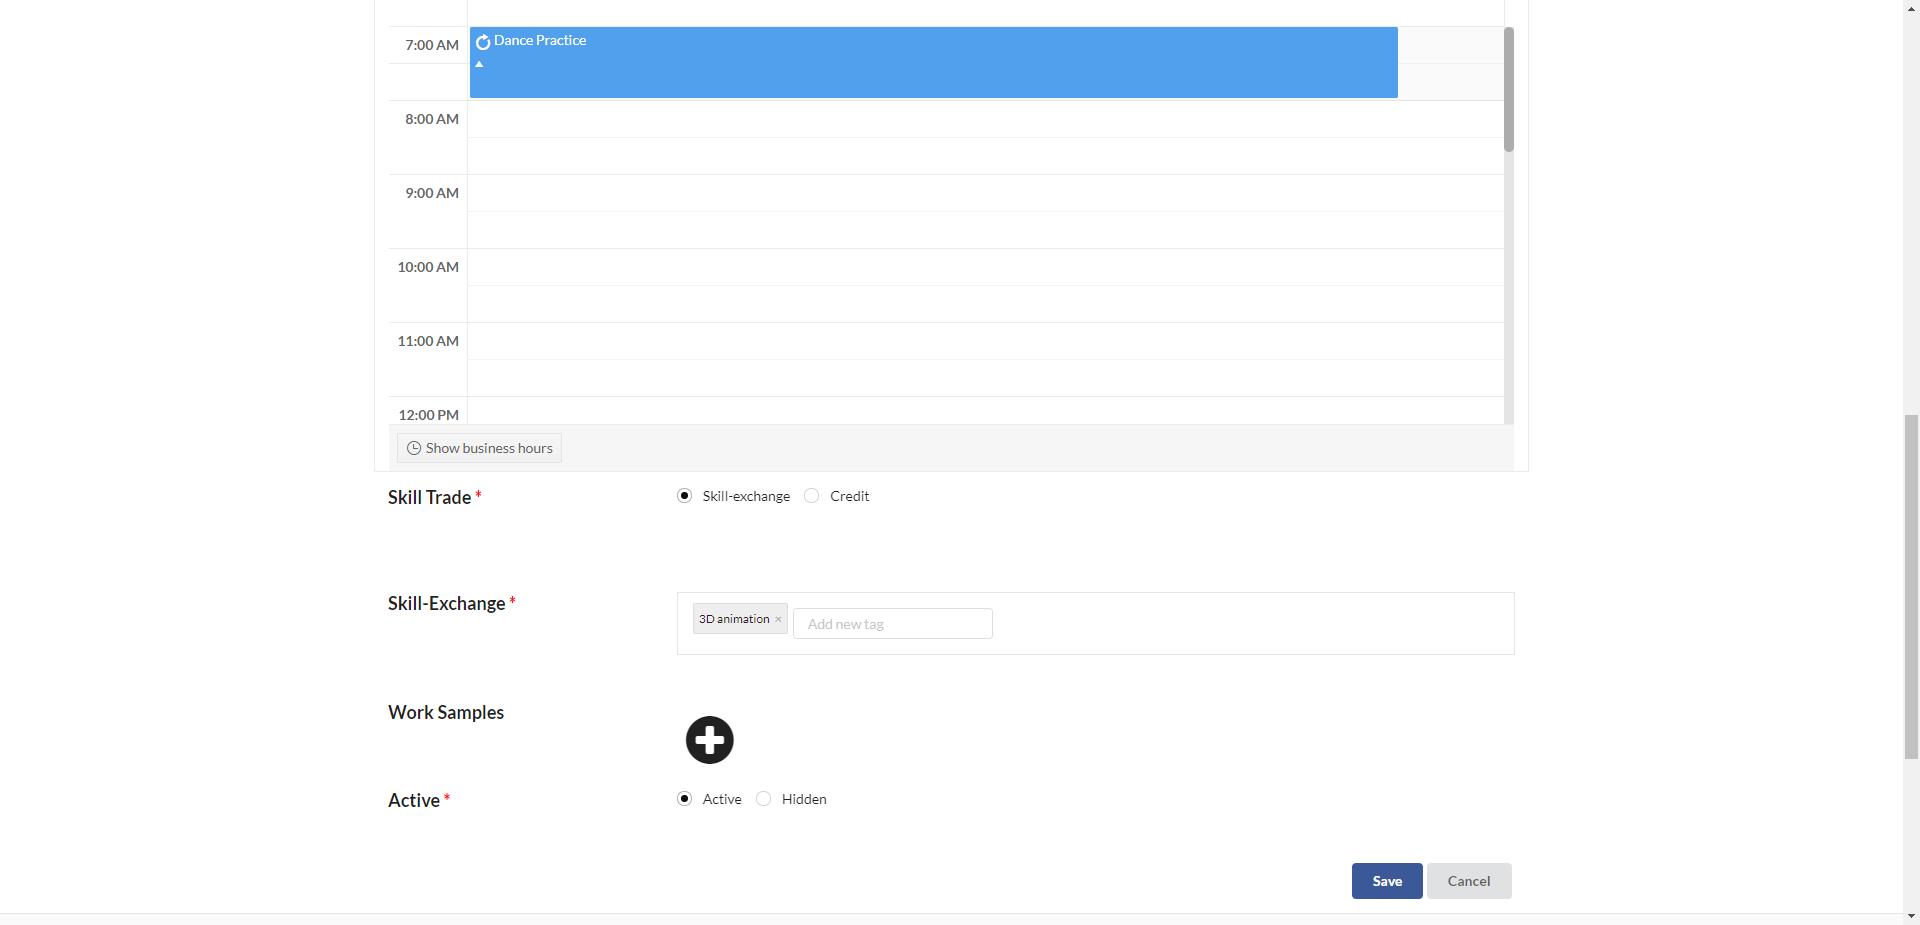 7:00 AM
Dance Practice
8:00 AM
9:00 AM
10:00 AM
11:00 AM
12:00 PM
Show business hours
Skill Trade *
Skill-exchange Credit
Skill-Exchange *
3D animation × Add new tag
Work Samples
Active *
Active Hidden
Save Cancel